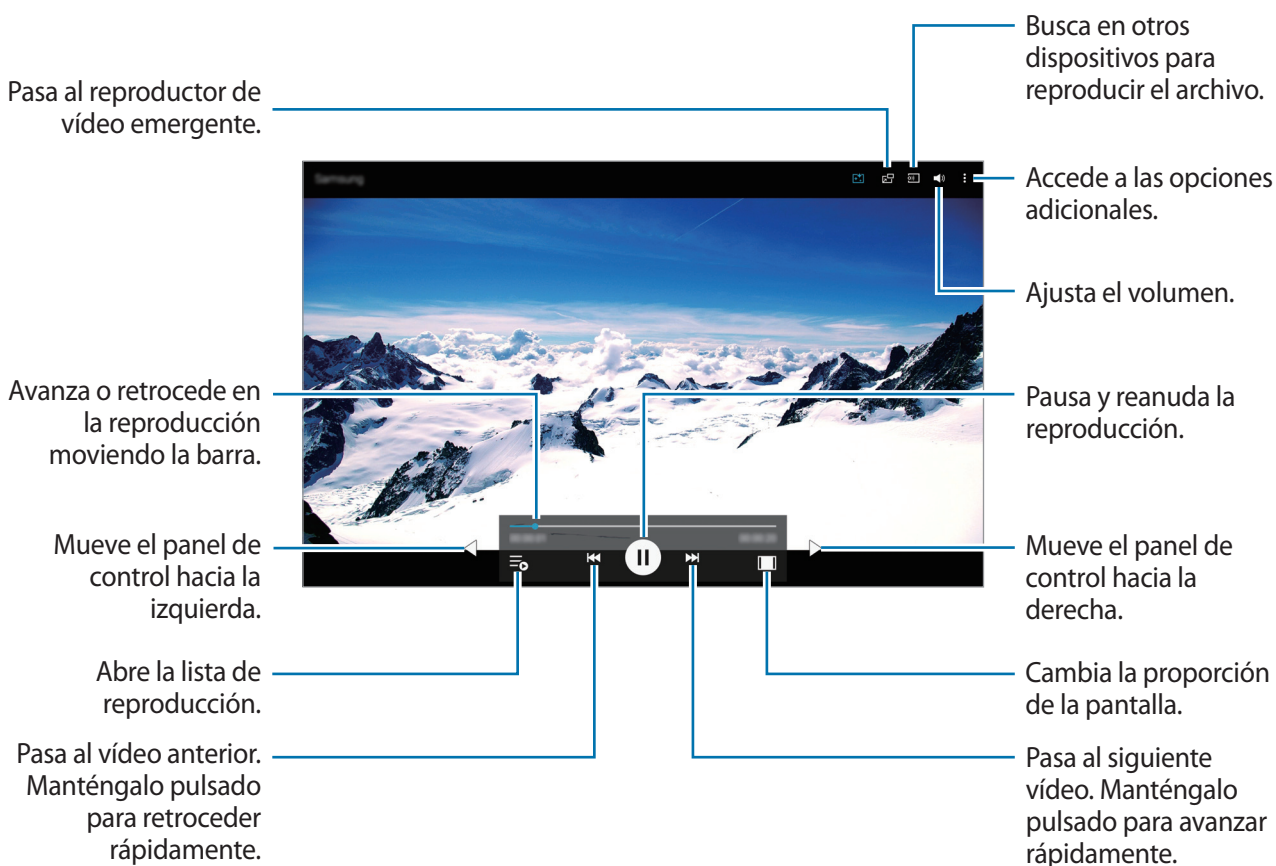 Busca en otros
dispositivos para
reproducir el archivo.
Pasa al reproductor de
vídeo emergente.
Samsung
Accede a las opciones
adicionales.
Ajusta el volumen.
Avanza o retrocede en
la reproducción
moviendo la barra.
Pausa y reanuda la
reproducción.
Mueve el panel de
control hacia la
izquierda.
Mueve el panel de
control hacia la
derecha.
Abre la lista de
reproducción.
Cambia la proporción
de la pantalla.
Pasa al vídeo anterior.
Manténgalo pulsado
para retroceder
rápidamente.
Pasa al siguiente
vídeo. Manténgalo
pulsado para avanzar
rápidamente.